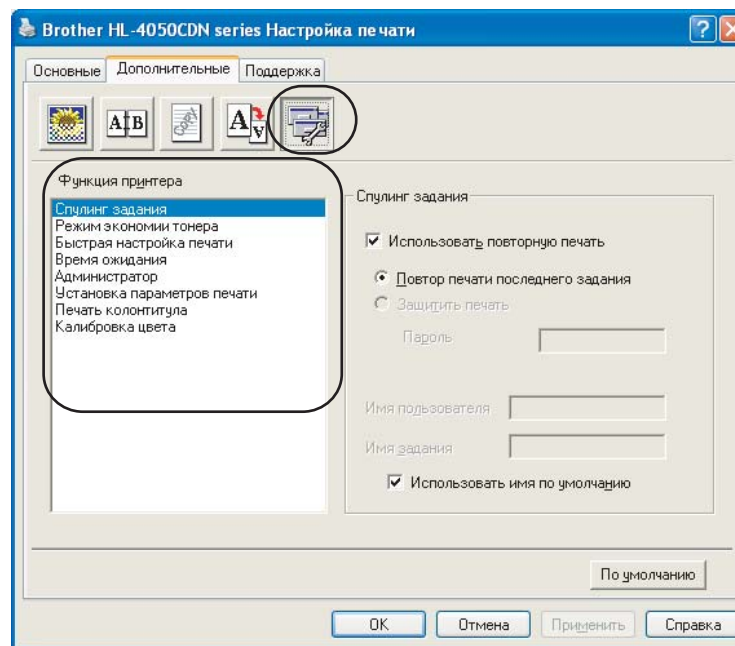 Brother HL-4050CDN series Настройка печати
Основные Дополнительные Поддержка
A B
copy
A A
Функция принтера
Спулинг задания
Режим экономии тонера
Быстрая настройка печати
Время ожидания
Администратор
Установка параметров печати
Печать колонтитула
Калибровка цвета
Спулинг задания
Использовать повторную печать
Повтор печати последнего задания
Защитить печать
Пароль
Имя пользователя
Имя задания
Использовать имя по умолчанию
По умолчанию
OK Отмена Применить Справка